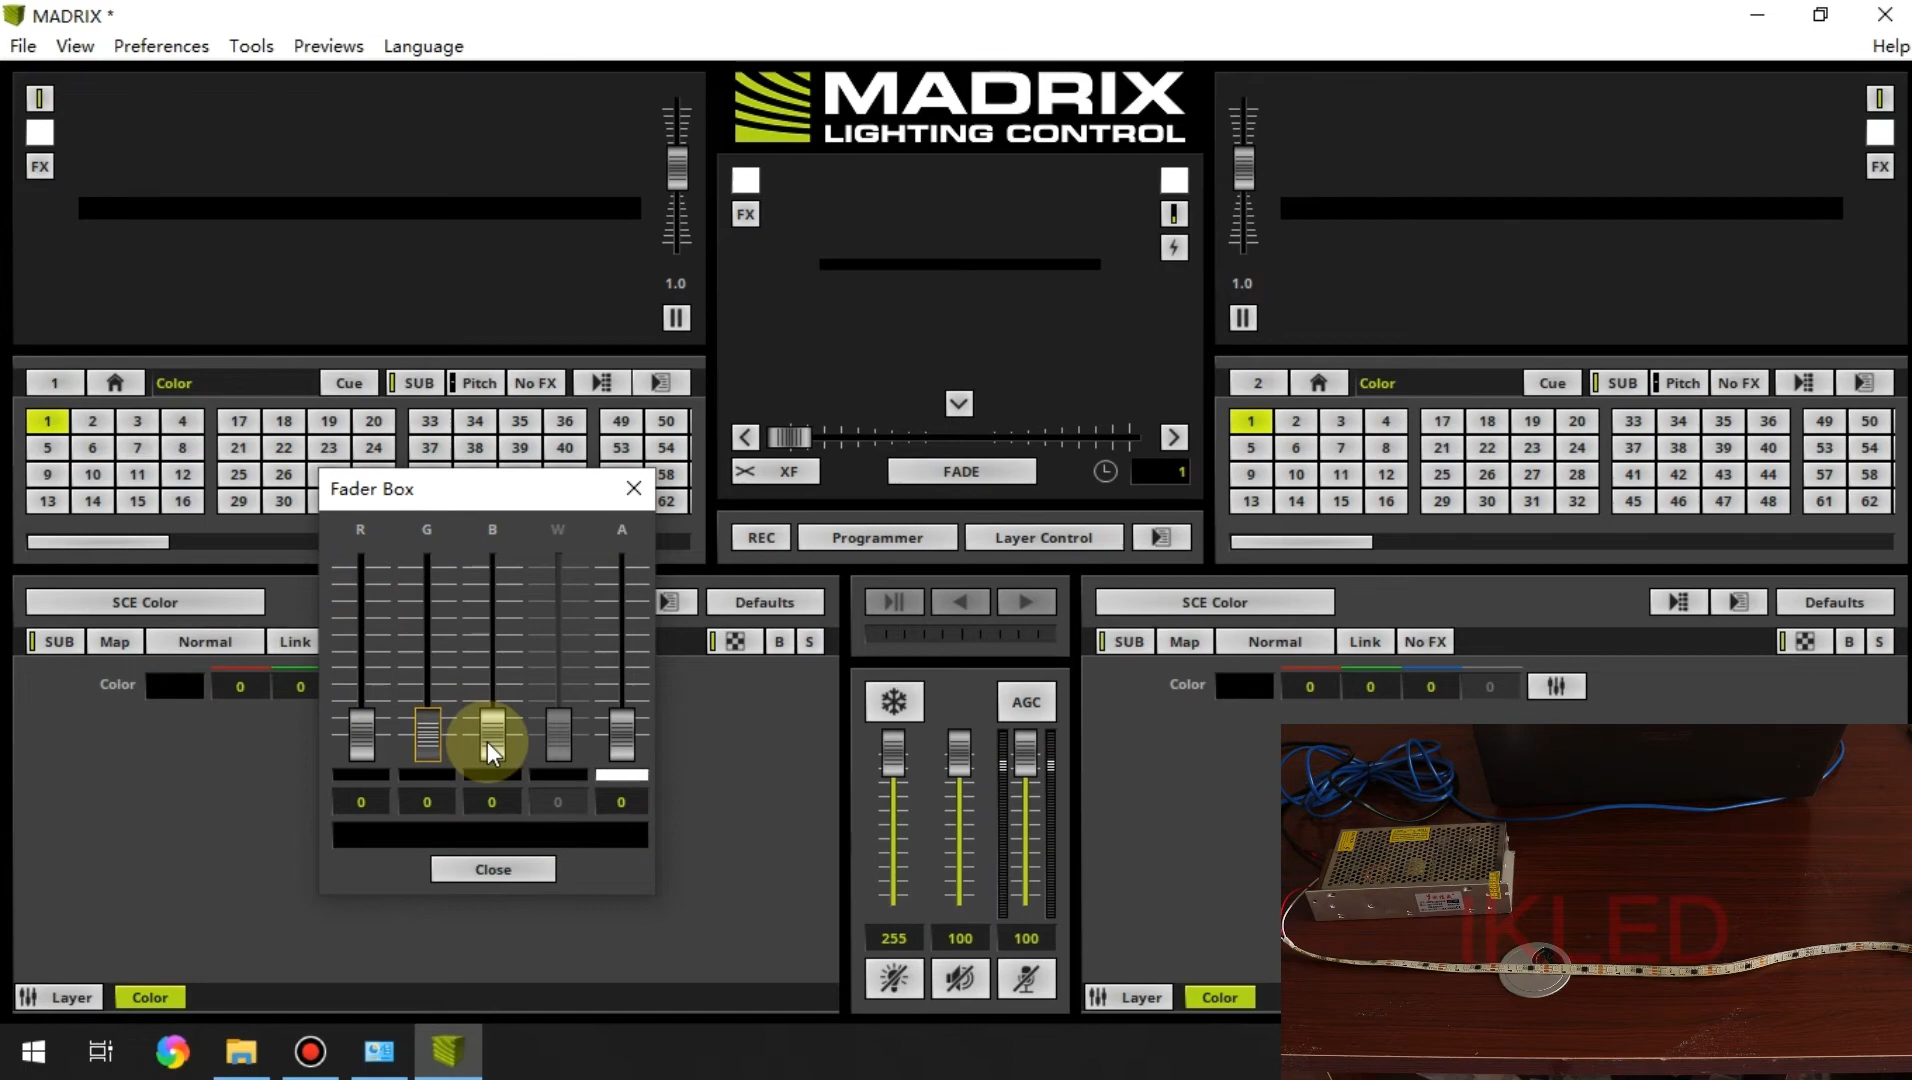 MADRIX *
File View Preferences Tools Previews Language Help
MADRIX
LIGHTING CONTROL
FX
FX
FX
1.0
1.0
1 Color Cue SUB Pitch No FX
1 2 3 4 17 18 19 20 33 34 35 36 49 50
5 6 7 8 21 22 23 24 37 38 39 40 53 54
9 10 11 12 25 26 58
13 14 15 16 29 30 62
XF FADE 1
REC Programmer Layer Control
2 Color Cue SUB Pitch No FX
1 2 3 4 17 18 19 20 33 34 35 36 49 50
5 6 7 8 21 22 23 24 37 38 39 40 53 54
9 10 11 12 25 26 27 28 41 42 43 44 57 58
13 14 15 16 29 30 31 32 45 46 47 48 61 62
Fader Box
R G B W A
0 0 0 0 0
Close
SCE Color Defaults
SUB Map Normal Link B S
Color 0 0
AGC
255 100 100
SCE Color Defaults
SUB Map Normal Link No FX B S
Color 0 0 0 0
IKLED
Layer Color
Layer Color